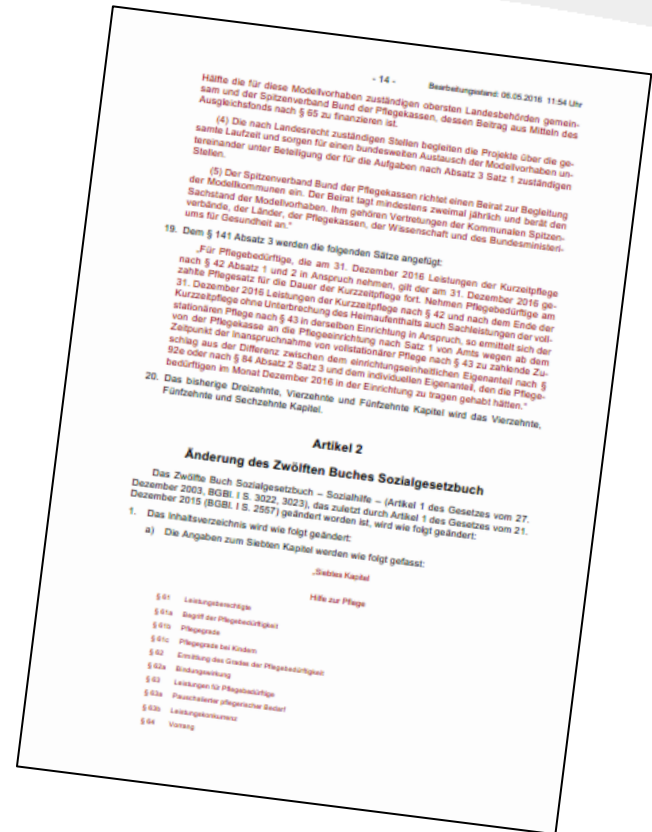 - 14 -
Bearbeitungsstand: 06.05.2016 11:54 Uhr
Hälfte die für diese Modellvorhaben zuständigen obersten Landesbehörden gemein-
sam und der Spitzenverband Bund der Pflegekassen, dessen Beitrag aus Mitteln des
Ausgleichsfonds nach § 65 zu finanzieren ist.
(4) Die nach Landesrecht zuständigen Stellen begleiten die Projekte über die ge-
samte Laufzeit und sorgen für einen bundesweiten Austausch der Modellvorhaben un-
tereinander unter Beteiligung der für die Aufgaben nach Absatz 3 Satz 1 zuständigen
Stellen.
(5) Der Spitzenverband Bund der Pflegekassen richtet einen Beirat zur Begleitung
der Modellkommunen ein. Der Beirat tagt mindestens zweimal jährlich und berät den
Sachstand der Modellvorhaben. Ihm gehören Vertretungen der Kommunalen Spitzen-
verbände, der Länder, der Pflegekassen, der Wissenschaft und des Bundesministeri-
ums für Gesundheit an."
19. Dem § 141 Absatz 3 werden die folgenden Sätze angefügt:
„Für Pflegebedürftige, die am 31. Dezember 2016 Leistungen der Kurzzeitpflege
nach § 42 Absatz 1 und 2 in Anspruch nehmen, gilt der am 31. Dezember 2016 ge-
zahlte Pflegesatz für die Dauer der Kurzzeitpflege fort. Nehmen Pflegebedürftige am
31. Dezember 2016 Leistungen der Kurzzeitpflege nach § 42 und nach dem Ende der
Kurzzeitpflege ohne Unterbrechung des Heimaufenthalts auch Sachleistungen der voll-
stationären Pflege nach § 43 in derselben Einrichtung in Anspruch, so ermittelt sich der
von der Pflegekasse an die Pflegeeinrichtung nach Satz 1 von Amts wegen ab dem
Zeitpunkt der Inanspruchnahme von vollstationärer Pflege nach § 43 zu zahlende Zu-
schlag aus der Differenz zwischen dem einrichtungseinheitlichen Eigenanteil nach §
92e oder nach § 84 Absatz 2 Satz 3 und dem individuellen Eigenanteil, den die Pflege-
bedürftigen im Monat Dezember 2016 in der Einrichtung zu tragen gehabt hätten."
20. Das bisherige Dreizehnte, Vierzehnte und Fünfzehnte Kapitel wird das Vierzehnte,
Fünfzehnte und Sechzehnte Kapitel.
Artikel 2
Änderung des Zwölften Buches Sozialgesetzbuch
Das Zwölfte Buch Sozialgesetzbuch – Sozialhilfe – (Artikel 1 des Gesetzes vom 27.
Dezember 2003, BGBl. I S. 3022, 3023), das zuletzt durch Artikel 1 des Gesetzes vom 21.
Dezember 2015 (BGBl. I S. 2557) geändert worden ist, wird wie folgt geändert:
1. Das Inhaltsverzeichnis wird wie folgt geändert:
a) Die Angaben zum Siebten Kapitel werden wie folgt gefasst:
„Siebtes Kapitel
Hilfe zur Pflege
§ 61 Leistungsberechtigte
§ 61a Begriff der Pflegebedürftigkeit
§ 61b Pflegegrade
§ 61c Pflegegrade bei Kindern
§ 62 Ermittlung des Grades der Pflegebedürftigkeit
§ 62a Bindungswirkung
§ 63 Leistungen für Pflegebedürftige
§ 63a Pauschalierter pflegerischer Bedarf
§ 63b Leistungskonkurrenz
§ 64 Vorrang